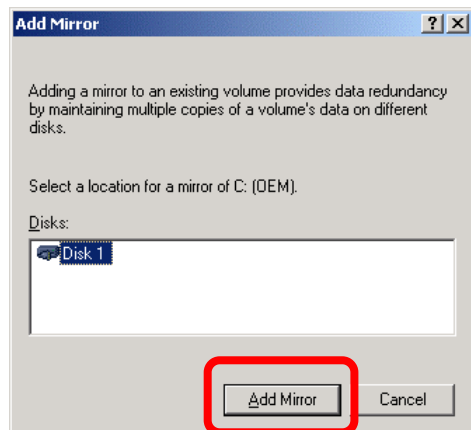 Add Mirror
Adding a mirror to an existing volume provides data redundancy
by maintaining multiple copies of a volume's data on different
disks.
Select a location for a mirror of C: (OEM).
Disks:
Disk 1
Add Mirror
Cancel